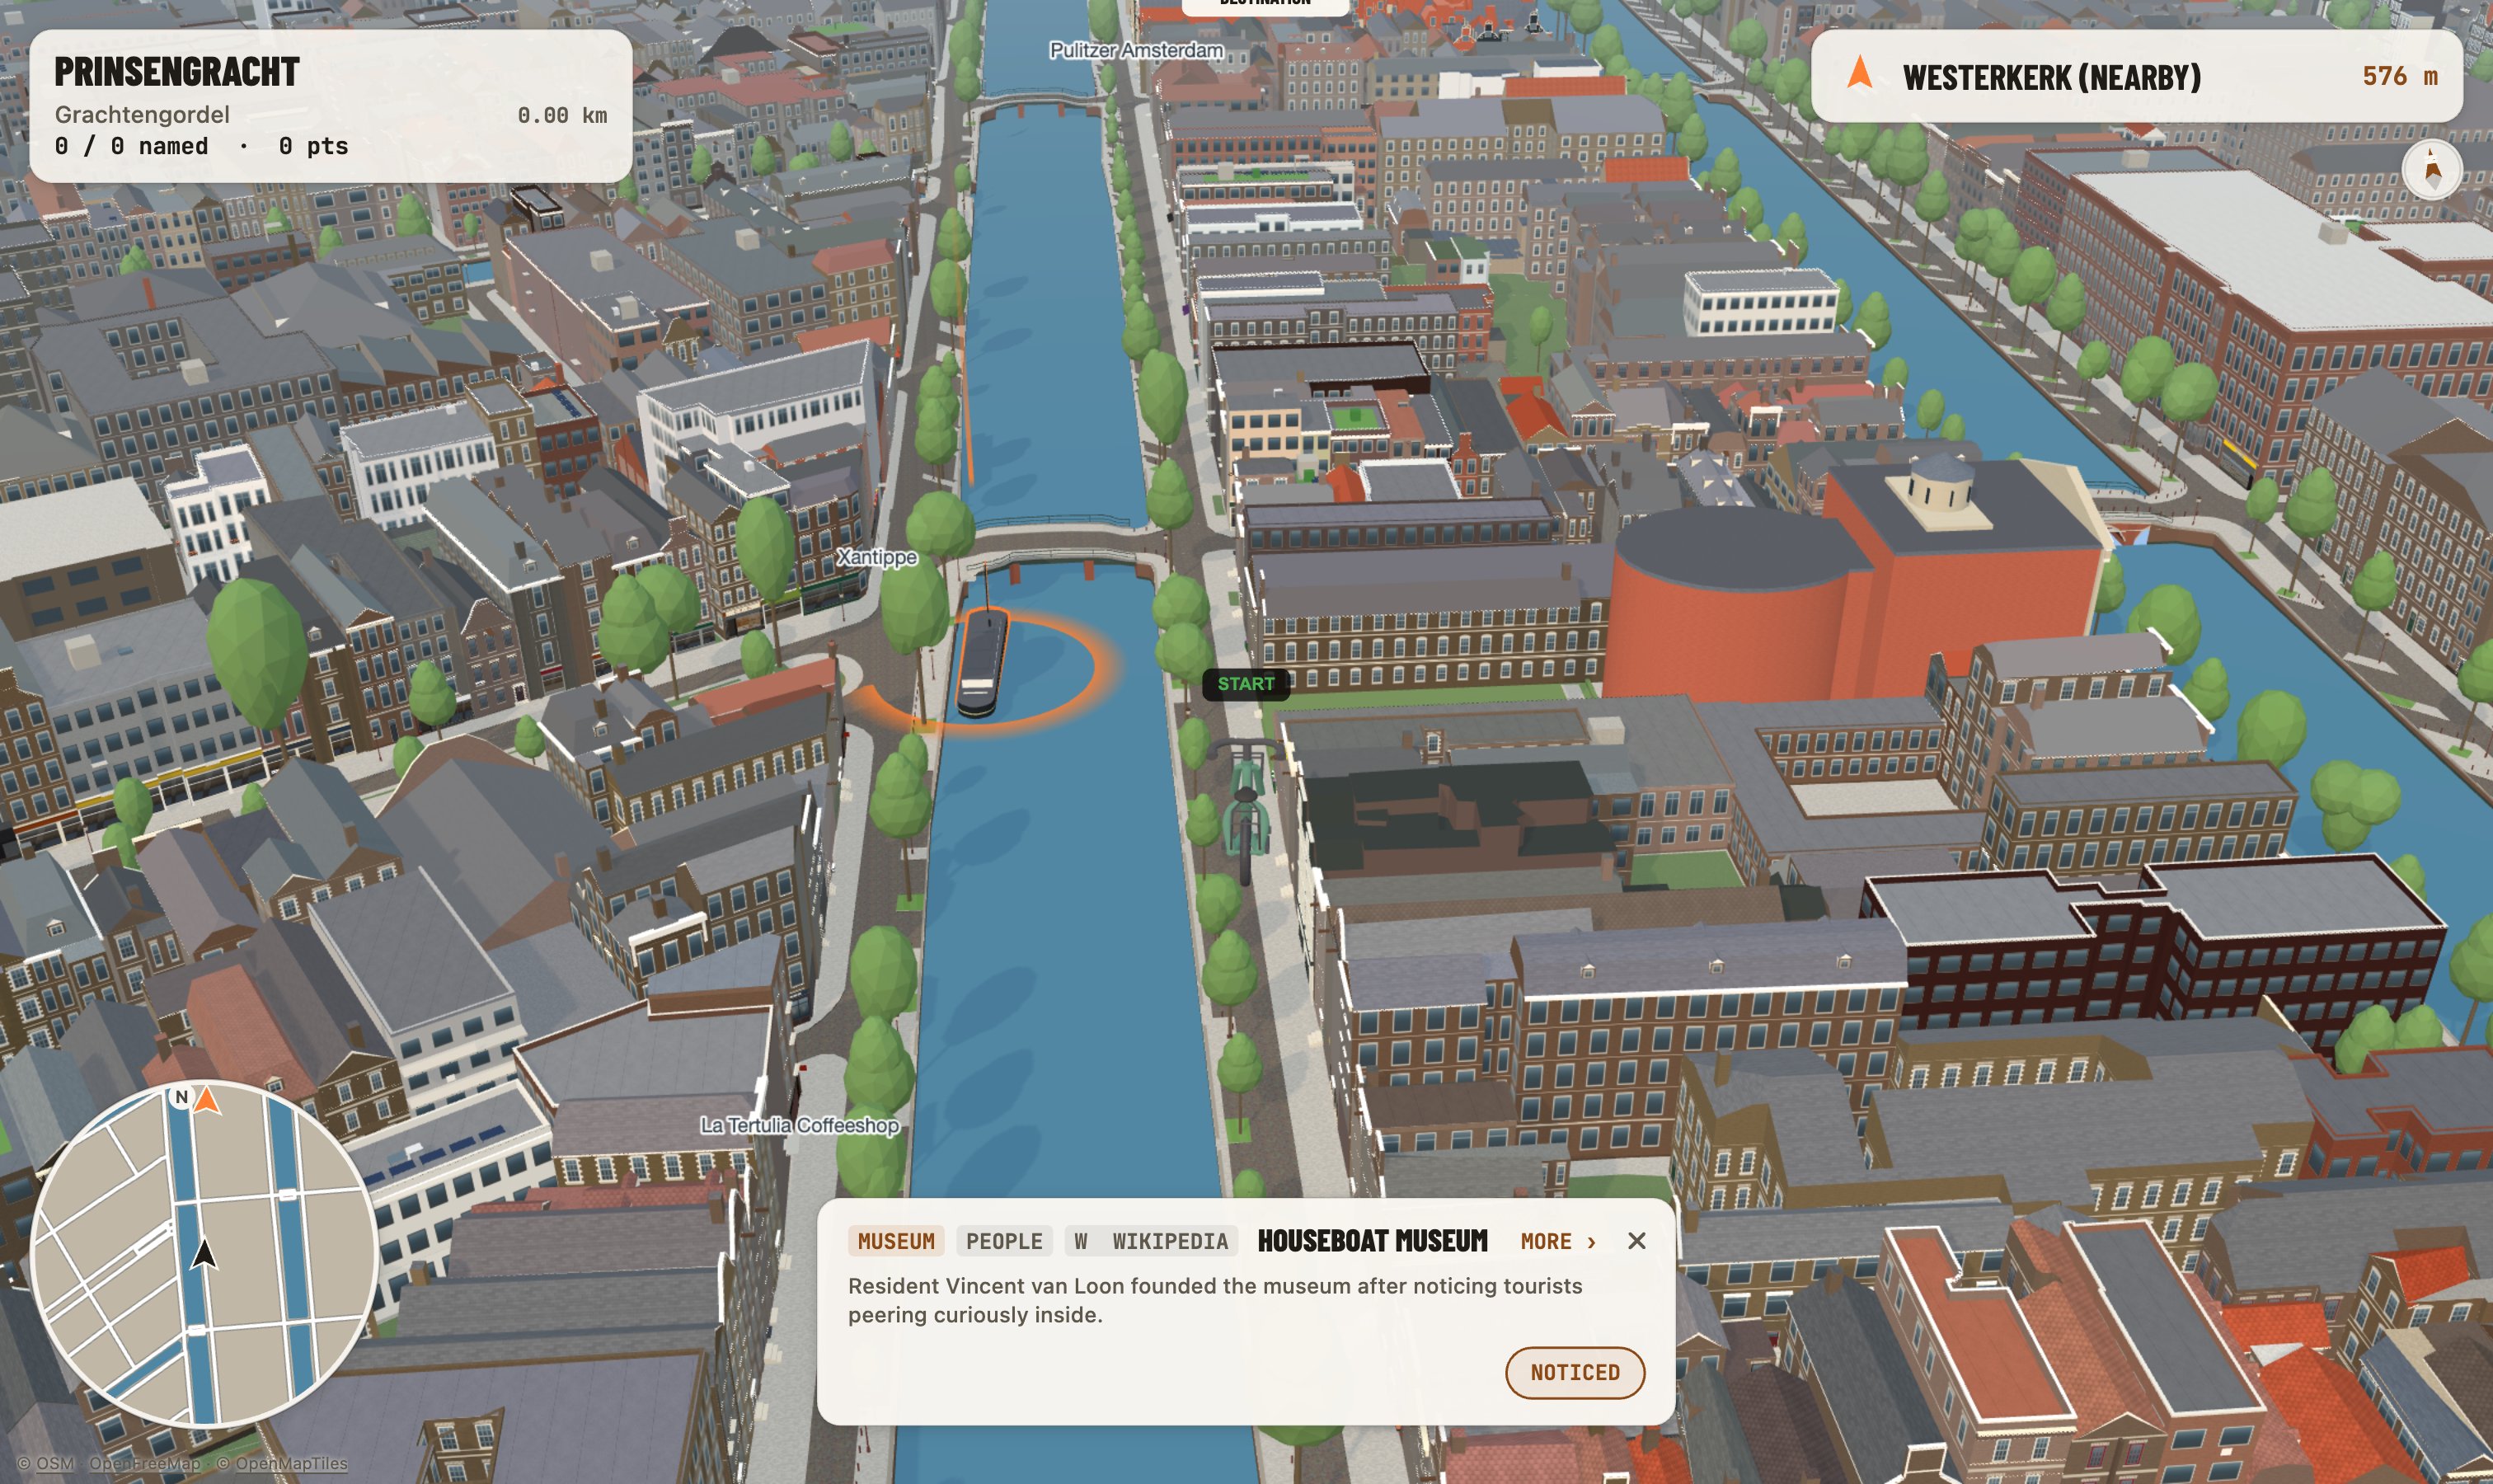 DESTINATION
Pulitzer Amsterdam
PRINSENGRACHT
Grachtengordel 0.00 km
0 / 0 named · 0 pts
WESTERKERK (NEARBY) 576 m
Xantippe
START
La Tertulia Coffeeshop
N
MUSEUM PEOPLE W WIKIPEDIA HOUSEBOAT MUSEUM MORE ›
Resident Vincent van Loon founded the museum after noticing tourists
peering curiously inside.
NOTICED
© OSM · OpenFreeMap · © OpenMapTiles